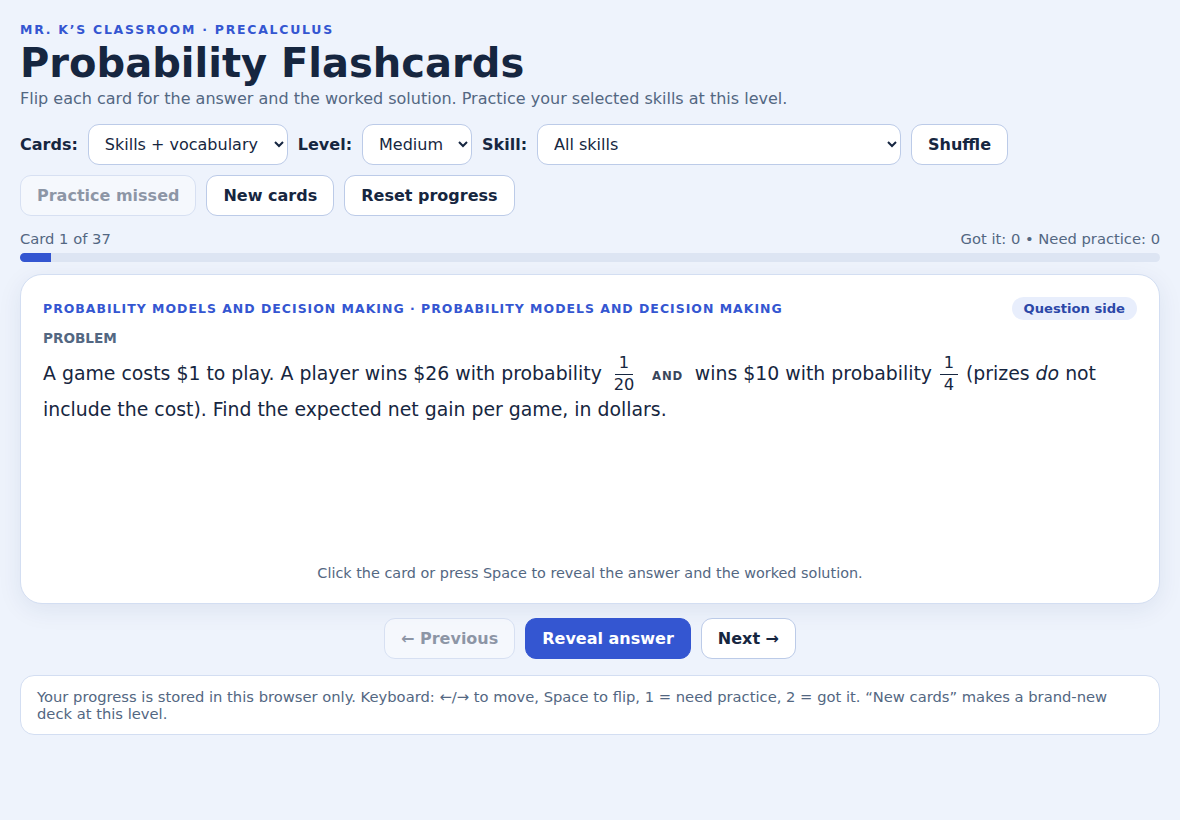 MR. K’S CLASSROOM · PRECALCULUS
Probability Flashcards
Flip each card for the answer and the worked solution. Practice your selected skills at this level.
Cards: Skills + vocabulary Level: Medium Skill: All skills Shuffle
Practice missed New cards Reset progress
Card 1 of 37 Got it: 0 • Need practice: 0
PROBABILITY MODELS AND DECISION MAKING · PROBABILITY MODELS AND DECISION MAKING Question side
PROBLEM
A game costs $1 to play. A player wins $26 with probability 1/20 AND wins $10 with probability 1/4 (prizes do not
include the cost). Find the expected net gain per game, in dollars.
Click the card or press Space to reveal the answer and the worked solution.
← Previous Reveal answer Next →
Your progress is stored in this browser only. Keyboard: ←/→ to move, Space to flip, 1 = need practice, 2 = got it. “New cards” makes a brand-new
deck at this level.